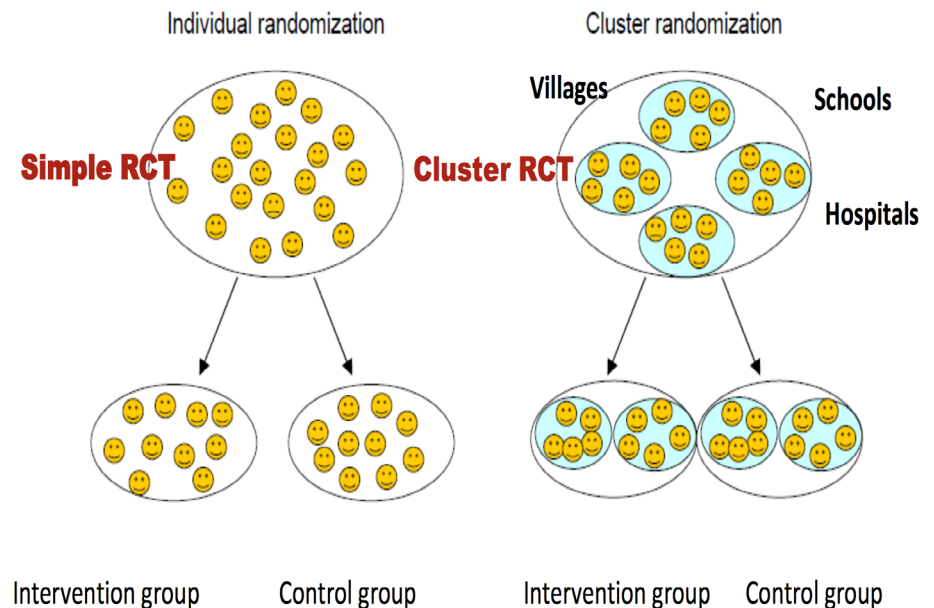 Individual randomization
Cluster randomization
Villages
Schools
Simple RCT
Cluster RCT
Hospitals
Intervention group
Control group
Intervention group
Control group